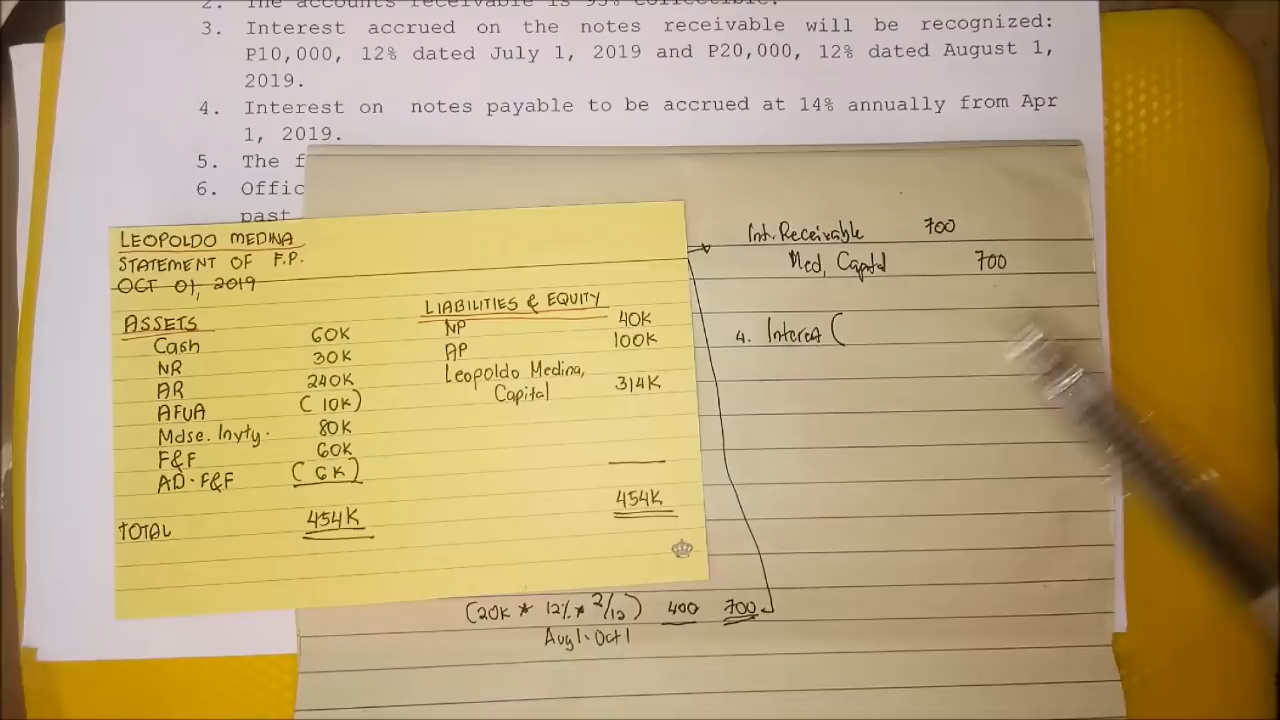 2. The accounts receivable is 95% collectible.
3. Interest accrued on the notes receivable will be recognized:
P10,000, 12% dated July 1, 2019 and P20,000, 12% dated August 1,
2019.
4. Interest on notes payable to be accrued at 14% annually from Apr
1, 2019.
5. The f
6. Offic
past
LEOPOLDO MEDINA
STATEMENT OF F.P.
OCT 01, 2019
ASSETS
Cash 60K
NR 30K
AR 240K
AFUA (10K)
Mdse. Invty. 80K
F&F 60K
AD-F&F (6K)
TOTAL 454K
LIABILITIES & EQUITY
NP 40K
AP 100K
Leopoldo Medina,
Capital 314K
454K
Int. Receivable 700
Med, Capital 700
4. Interest (
(20K * 12% * 2/12) 400 700
Aug 1 - Oct 1